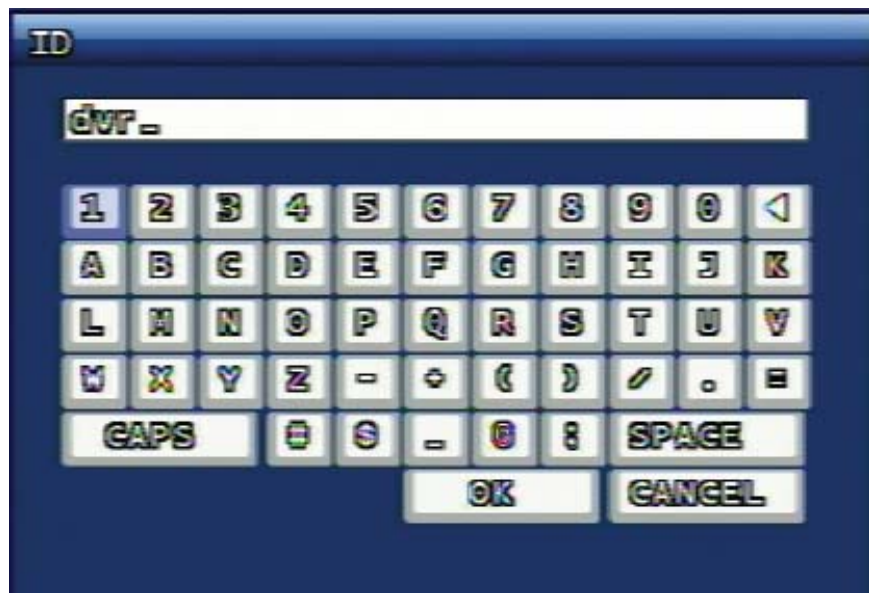 ID
dvr_
1 2 3 4 5 6 7 8 9 0 ◁
A B C D E F G H I J K
L M N O P Q R S T U V
W X Y Z - + ( ) / . =
CAPS _ @ : SPACE
OK CANCEL